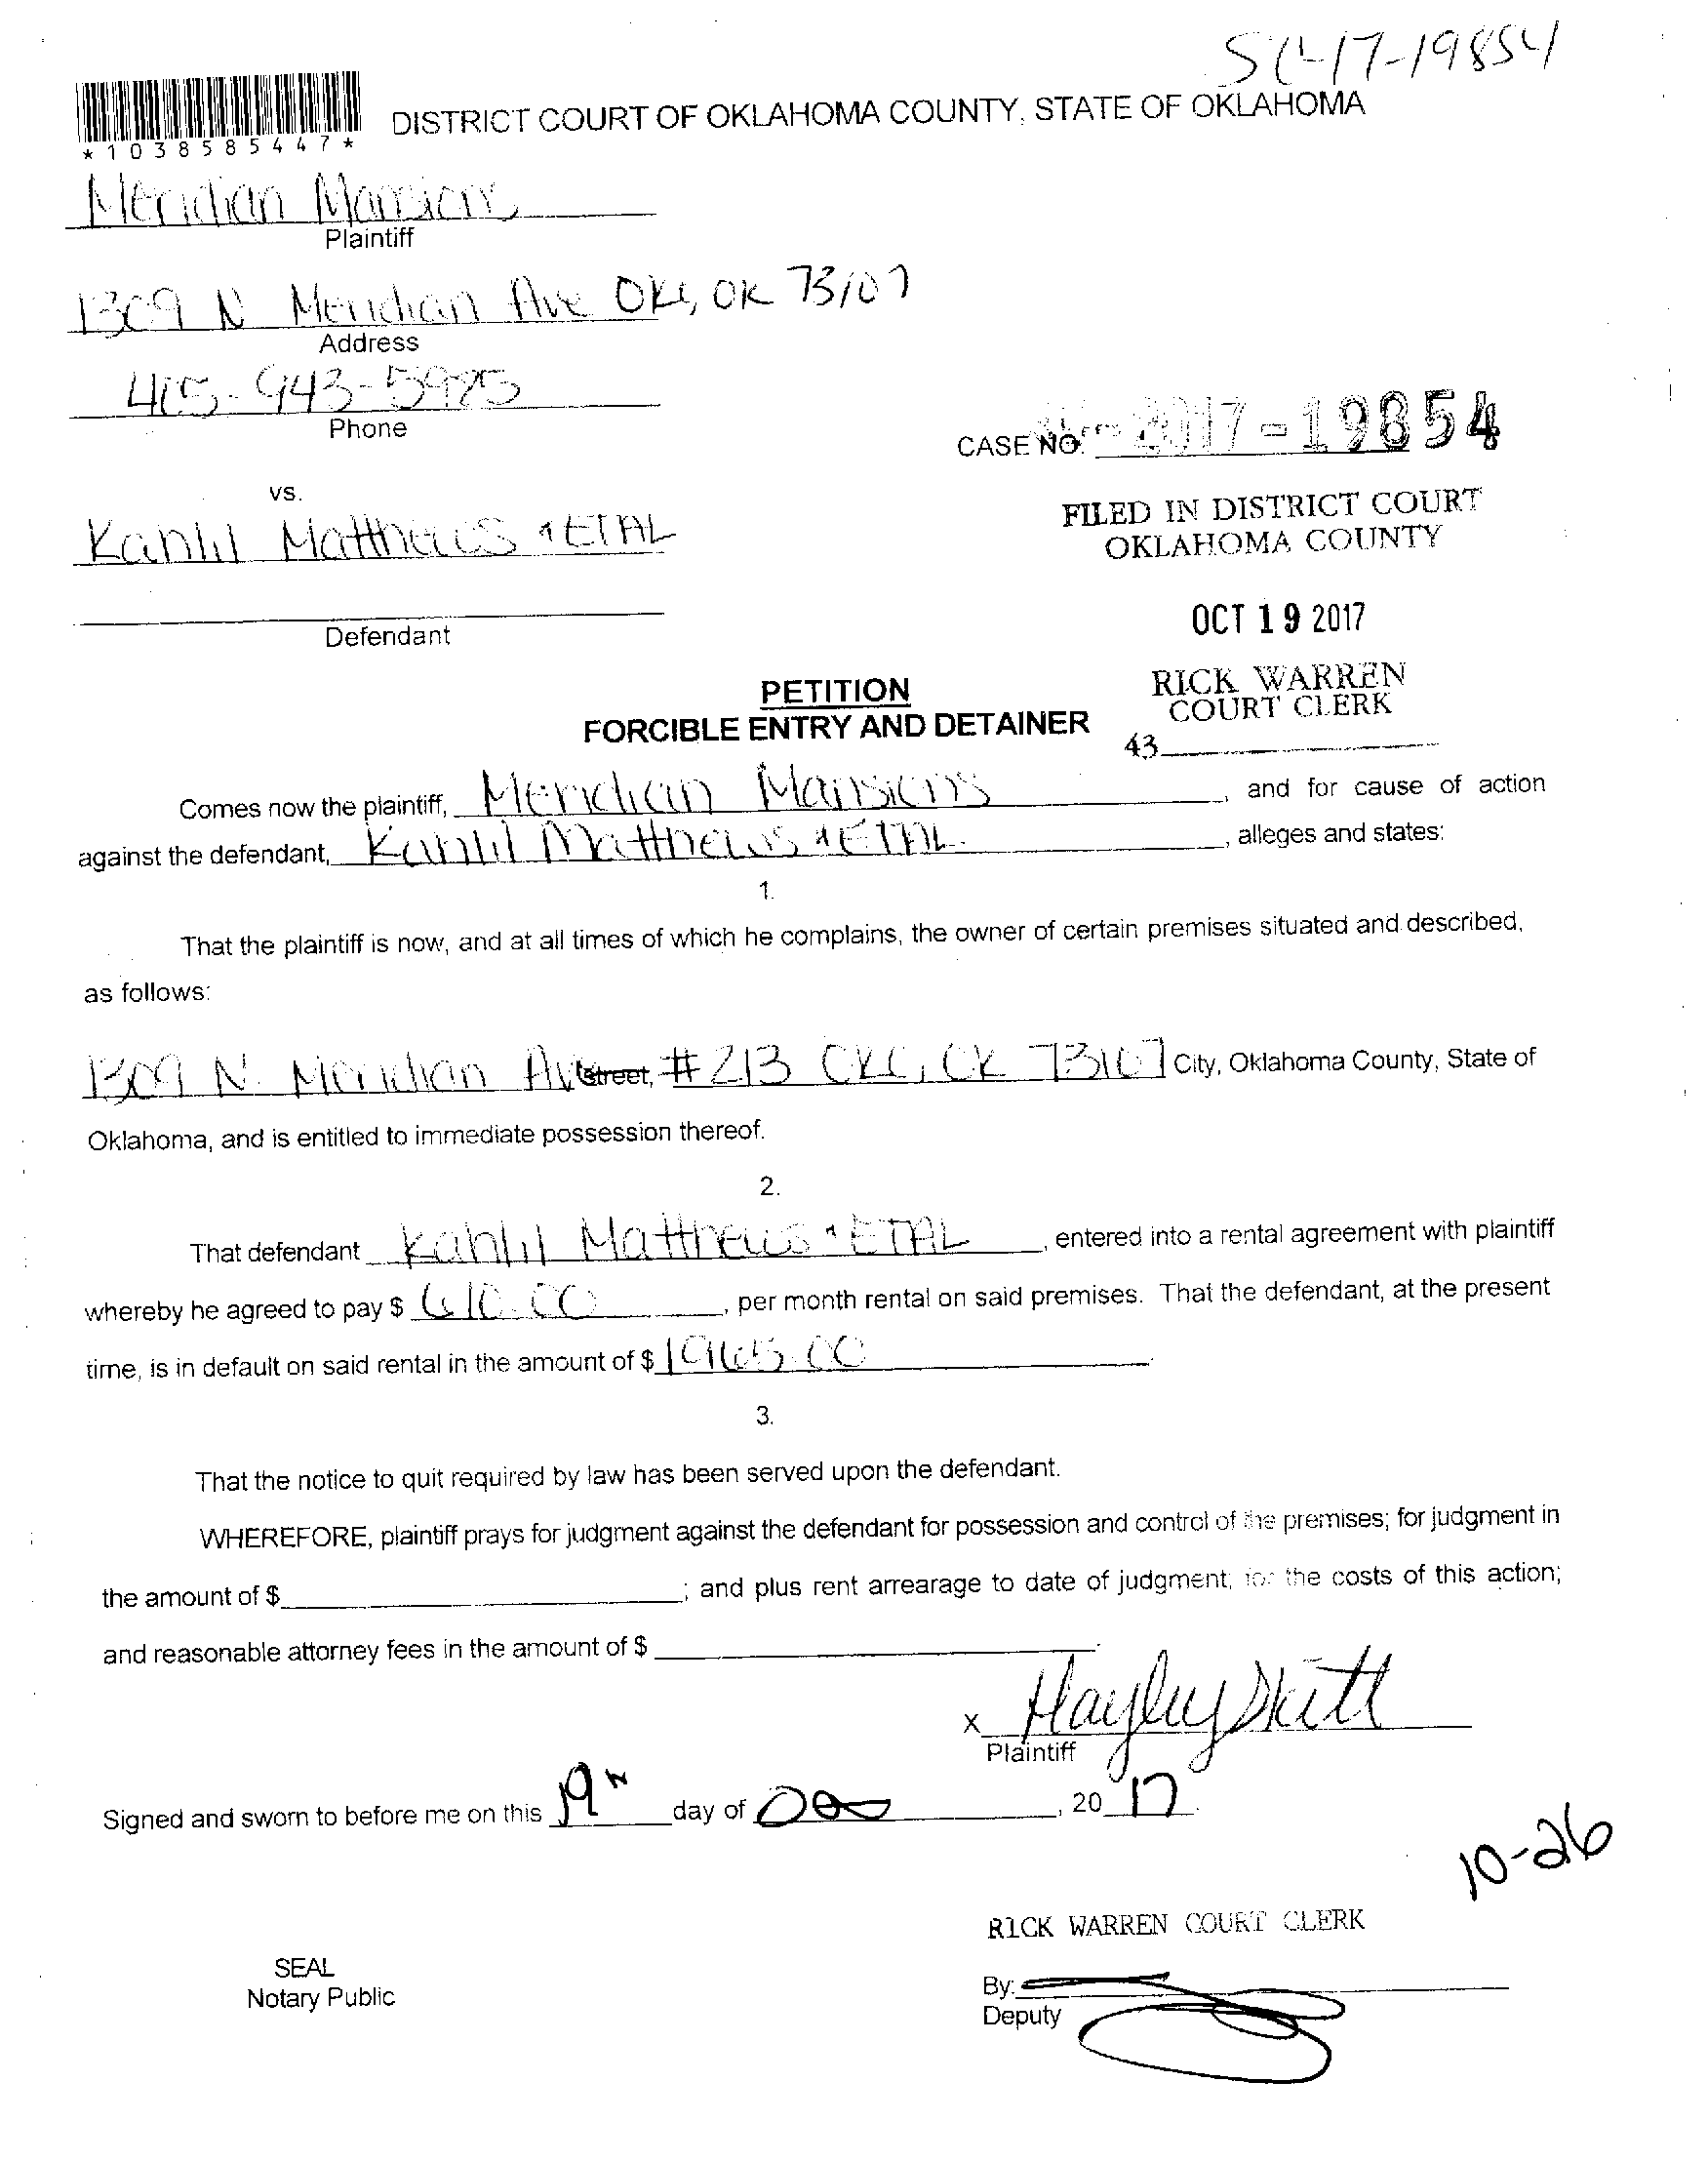 SC-17-19854
*1038585447*
DISTRICT COURT OF OKLAHOMA COUNTY, STATE OF OKLAHOMA
Meridian Mansions
Plaintiff
1309 N Meridian Ave OKC, OK 73107
Address
405-943-5985
Phone
CASE NO. -2017-19854
vs.
Kahlil Matthews & ETAL
FILED IN DISTRICT COURT
OKLAHOMA COUNTY
Defendant
OCT 19 2017
RICK WARREN
COURT CLERK
43
PETITION
FORCIBLE ENTRY AND DETAINER
Comes now the plaintiff, Meridian Mansions, and for cause of action
against the defendant, Kahlil Matthews & ETAL, alleges and states:
1.
That the plaintiff is now, and at all times of which he complains, the owner of certain premises situated and described,
as follows:
1309 N. Meridian Ave Street, #213 OKC, OK 73107 City, Oklahoma County, State of
Oklahoma, and is entitled to immediate possession thereof.
2.
That defendant Kahlil Matthews & ETAL, entered into a rental agreement with plaintiff
whereby he agreed to pay $ 610.00, per month rental on said premises. That the defendant, at the present
time, is in default on said rental in the amount of $ 1965.00
3.
That the notice to quit required by law has been served upon the defendant.
WHEREFORE, plaintiff prays for judgment against the defendant for possession and control of the premises; for judgment in
the amount of $ ; and plus rent arrearage to date of judgment; for the costs of this action;
and reasonable attorney fees in the amount of $
x Hayley
Plaintiff
Signed and sworn to before me on this 19th day of , 20 17
10-26
RICK WARREN COURT CLERK
SEAL
Notary Public
By:
Deputy